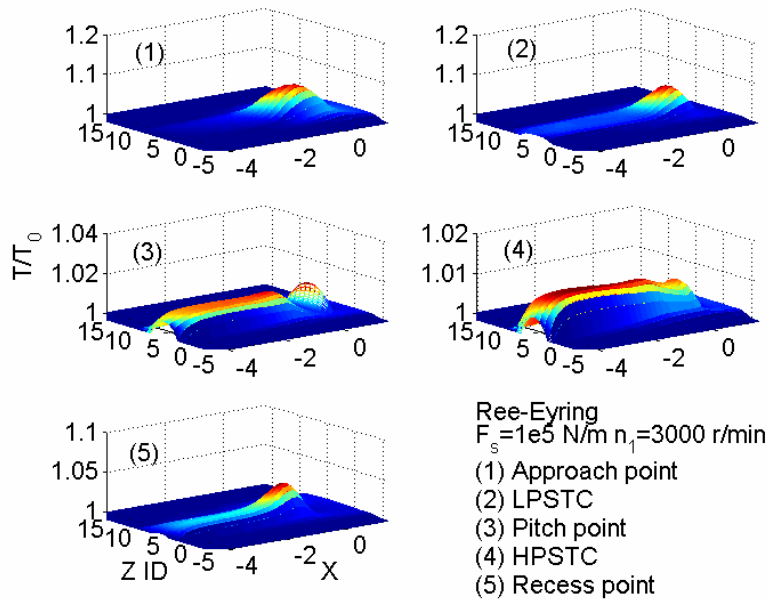 1.2
1.1
1
(1)
15 10 5 0 -5 -4 -2 0
1.2
1.1
1
(2)
15 10 5 0 -5 -4 -2 0
T/T_0
1.04
1.02
1
(3)
15 10 5 0 -5 -4 -2 0
1.02
1.01
1
(4)
15 10 5 0 -5 -4 -2 0
1.1
1.05
1
(5)
15 10 5 0 -5 -4 -2 0
Z ID
X
Ree-Eyring
F_s=1e5 N/m n_1=3000 r/min
(1) Approach point
(2) LPSTC
(3) Pitch point
(4) HPSTC
(5) Recess point